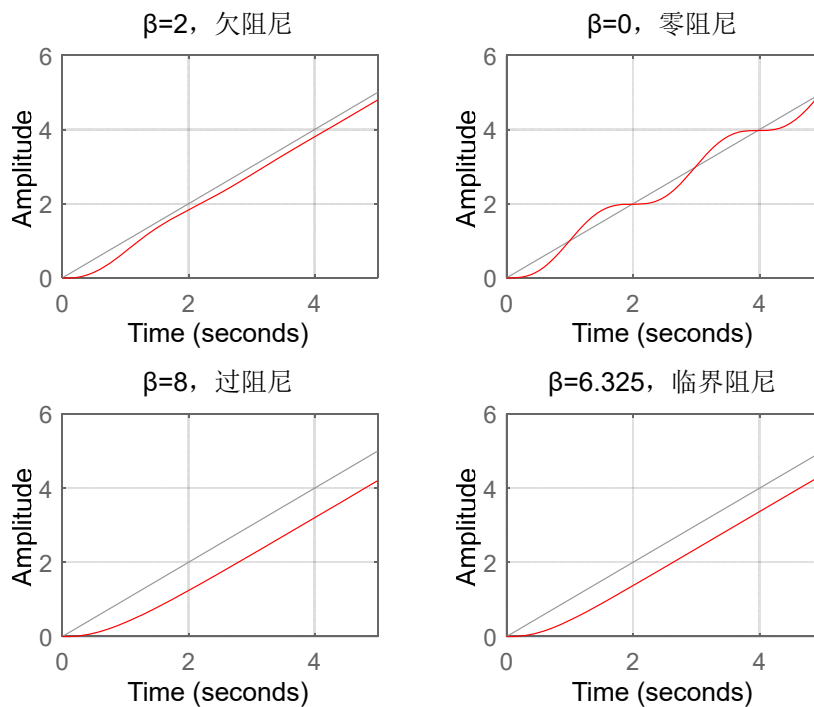 β=2，欠阻尼
6
4
2
0
Amplitude
0 2 4
Time (seconds)
β=0，零阻尼
6
4
2
0
Amplitude
0 2 4
Time (seconds)
β=8，过阻尼
6
4
2
0
Amplitude
0 2 4
Time (seconds)
β=6.325，临界阻尼
6
4
2
0
Amplitude
0 2 4
Time (seconds)